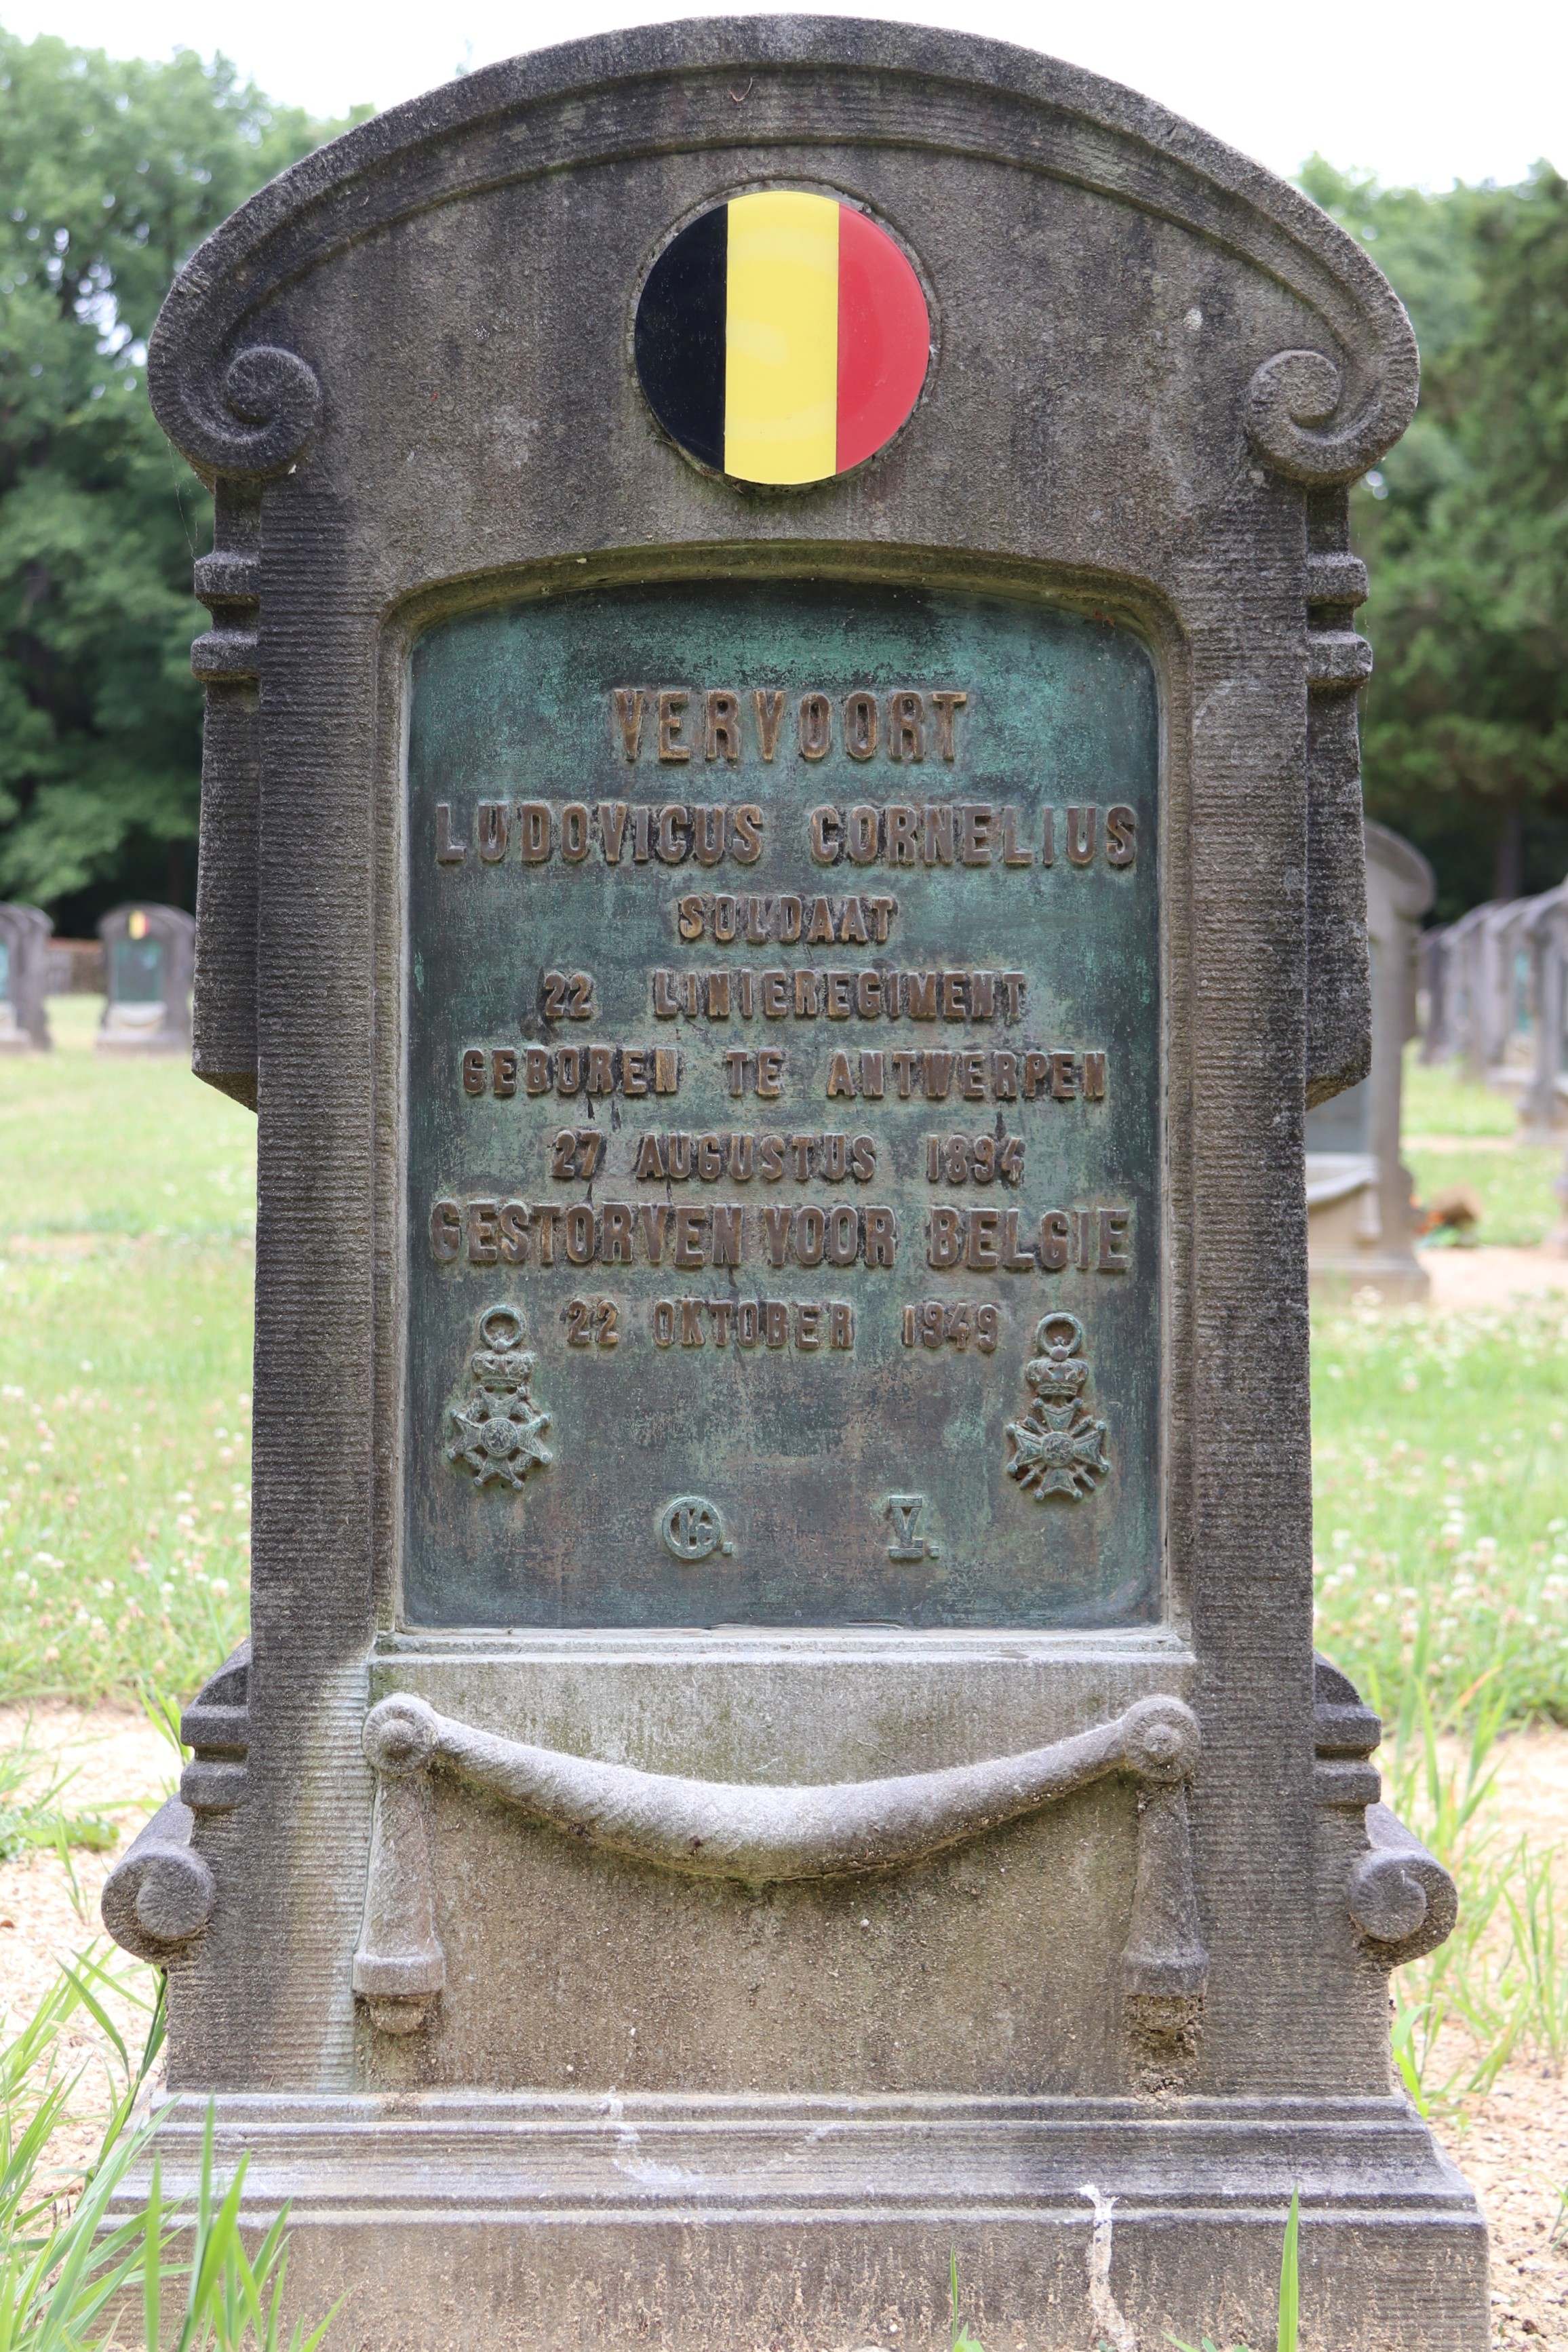 VERVOORT
LUDOVICUS CORNELIUS
SOLDAAT
22 LINIEREGIMENT
GEBOREN TE ANTWERPEN
27 AUGUSTUS 1894
GESTORVEN VOOR BELGIE
22 OKTOBER 1949
V.